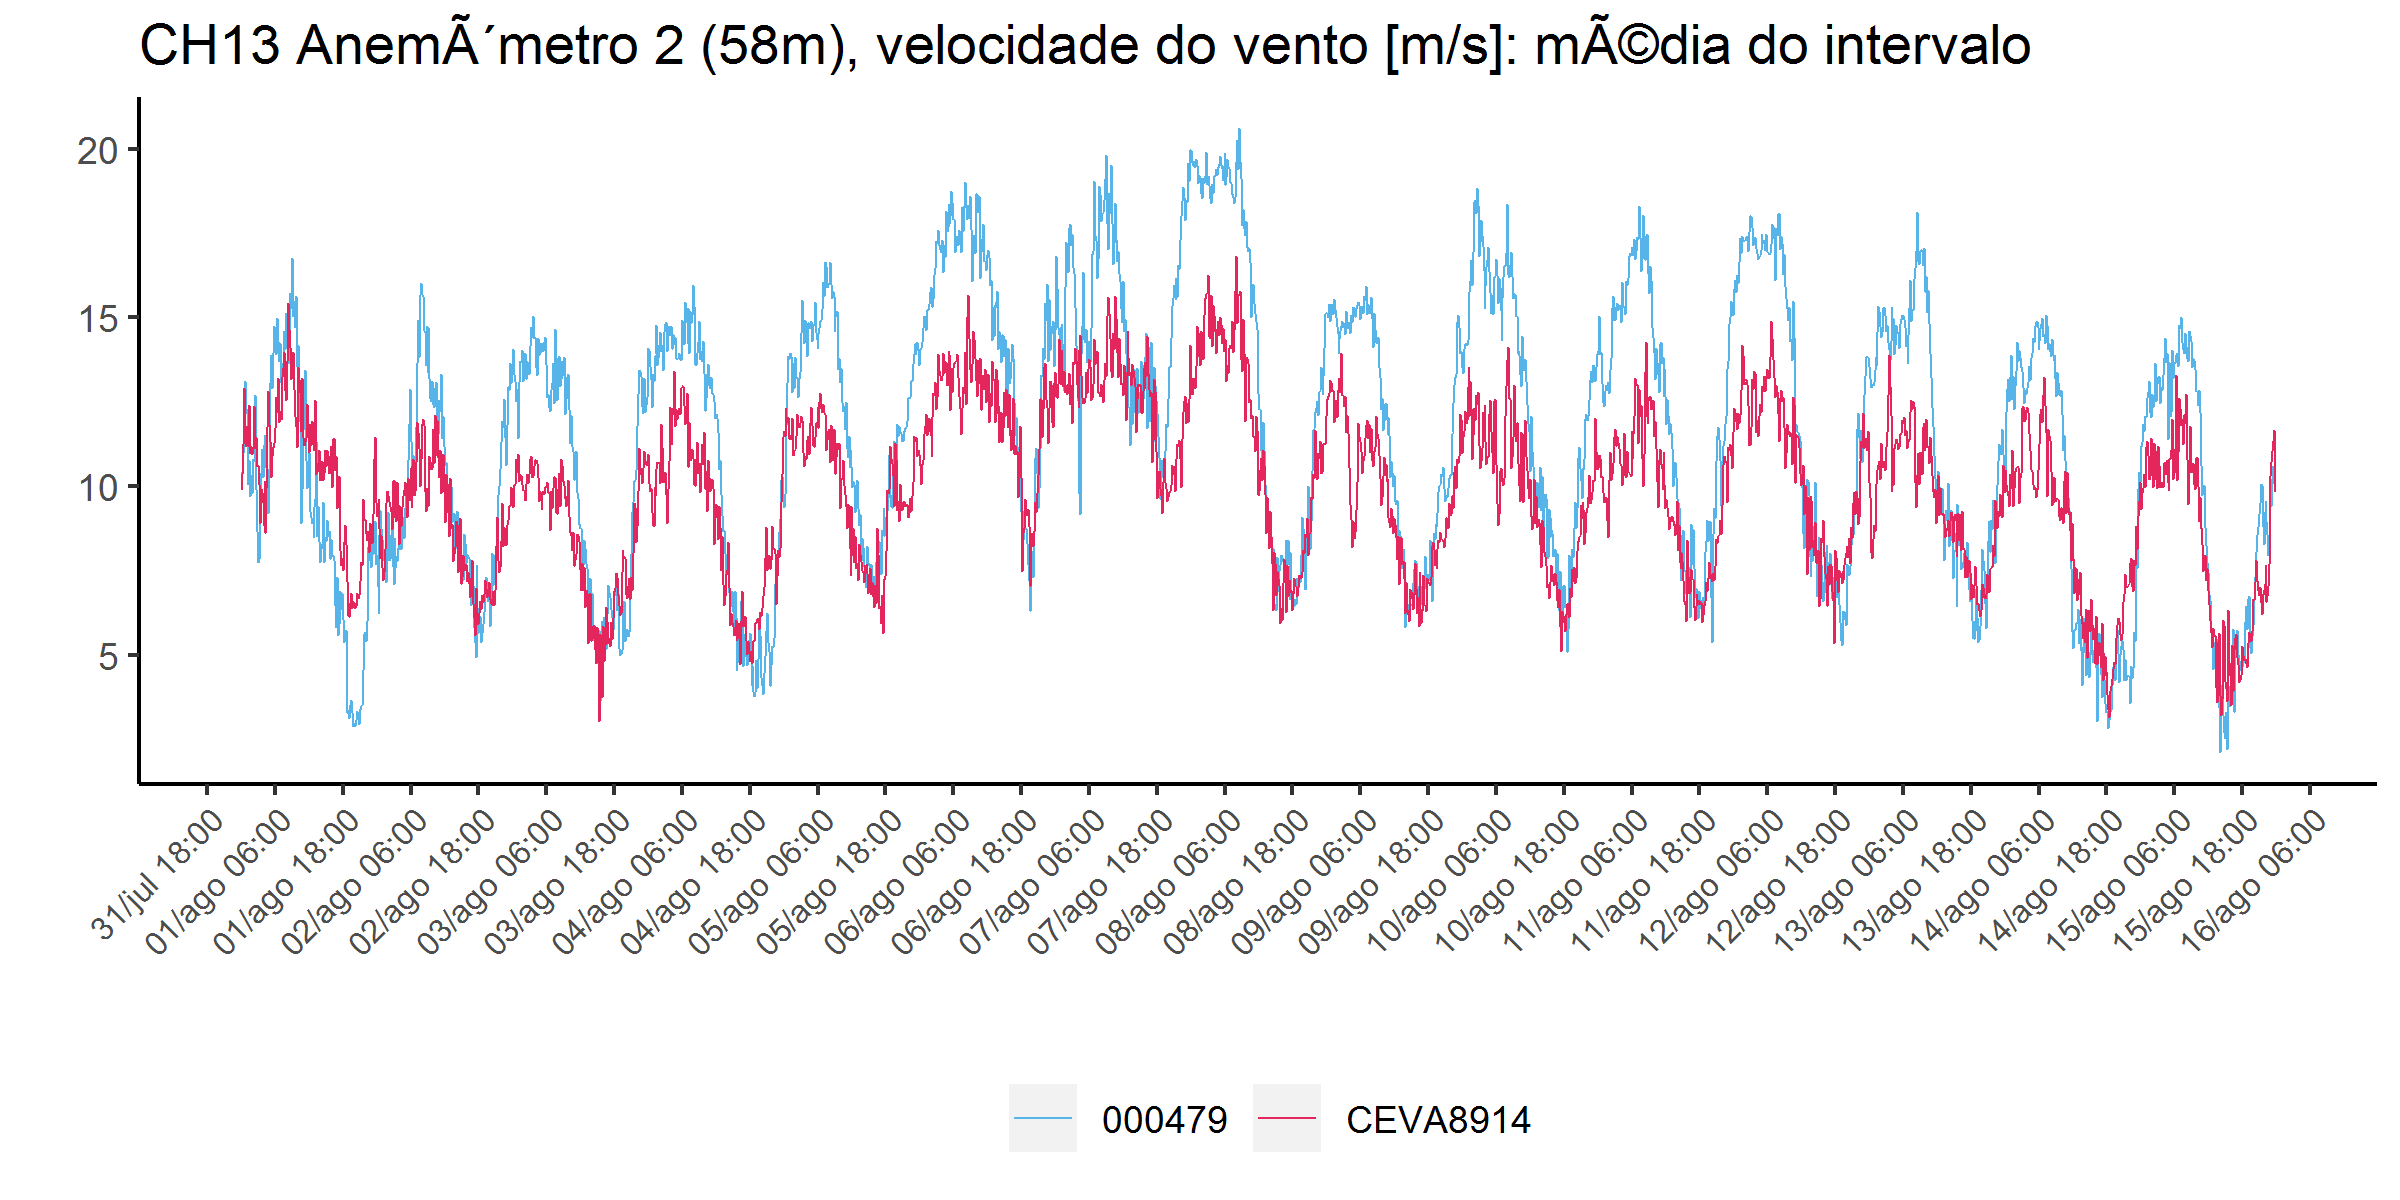 CH13 AnemÃ´metro 2 (58m), velocidade do vento [m/s]: mÃ©dia do intervalo
20
15
10
5
31/jul 18:00
01/ago 06:00
01/ago 18:00
02/ago 06:00
02/ago 18:00
03/ago 06:00
03/ago 18:00
04/ago 06:00
04/ago 18:00
05/ago 06:00
05/ago 18:00
06/ago 06:00
06/ago 18:00
07/ago 06:00
07/ago 18:00
08/ago 06:00
08/ago 18:00
09/ago 06:00
09/ago 18:00
10/ago 06:00
10/ago 18:00
11/ago 06:00
11/ago 18:00
12/ago 06:00
12/ago 18:00
13/ago 06:00
13/ago 18:00
14/ago 06:00
14/ago 18:00
15/ago 06:00
15/ago 18:00
16/ago 06:00
000479
CEVA8914